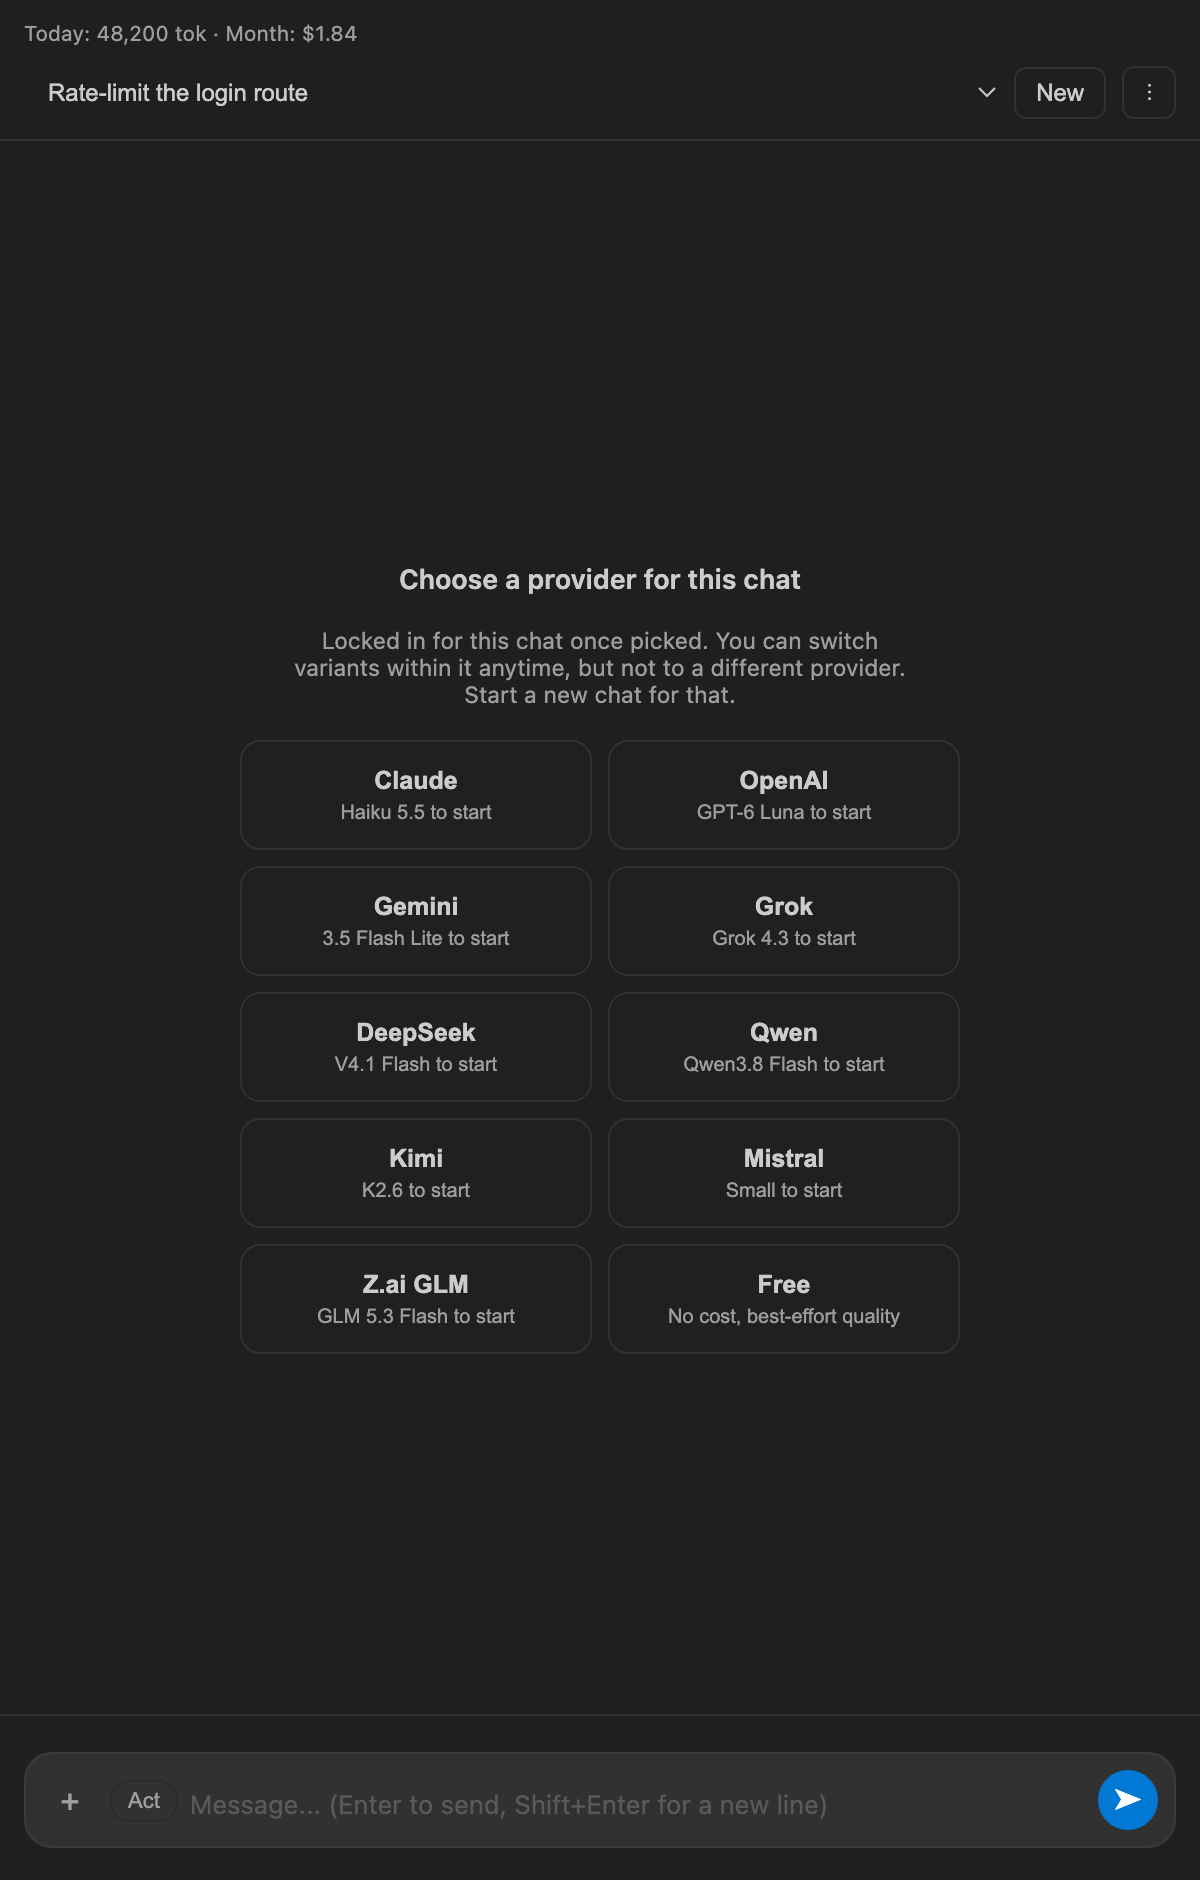 Today: 48,200 tok · Month: $1.84
Rate-limit the login route
New
Choose a provider for this chat
Locked in for this chat once picked. You can switch
variants within it anytime, but not to a different provider.
Start a new chat for that.
Claude
Haiku 5.5 to start
OpenAI
GPT-6 Luna to start
Gemini
3.5 Flash Lite to start
Grok
Grok 4.3 to start
DeepSeek
V4.1 Flash to start
Qwen
Qwen3.8 Flash to start
Kimi
K2.6 to start
Mistral
Small to start
Z.ai GLM
GLM 5.3 Flash to start
Free
No cost, best-effort quality
+ Act Message... (Enter to send, Shift+Enter for a new line)